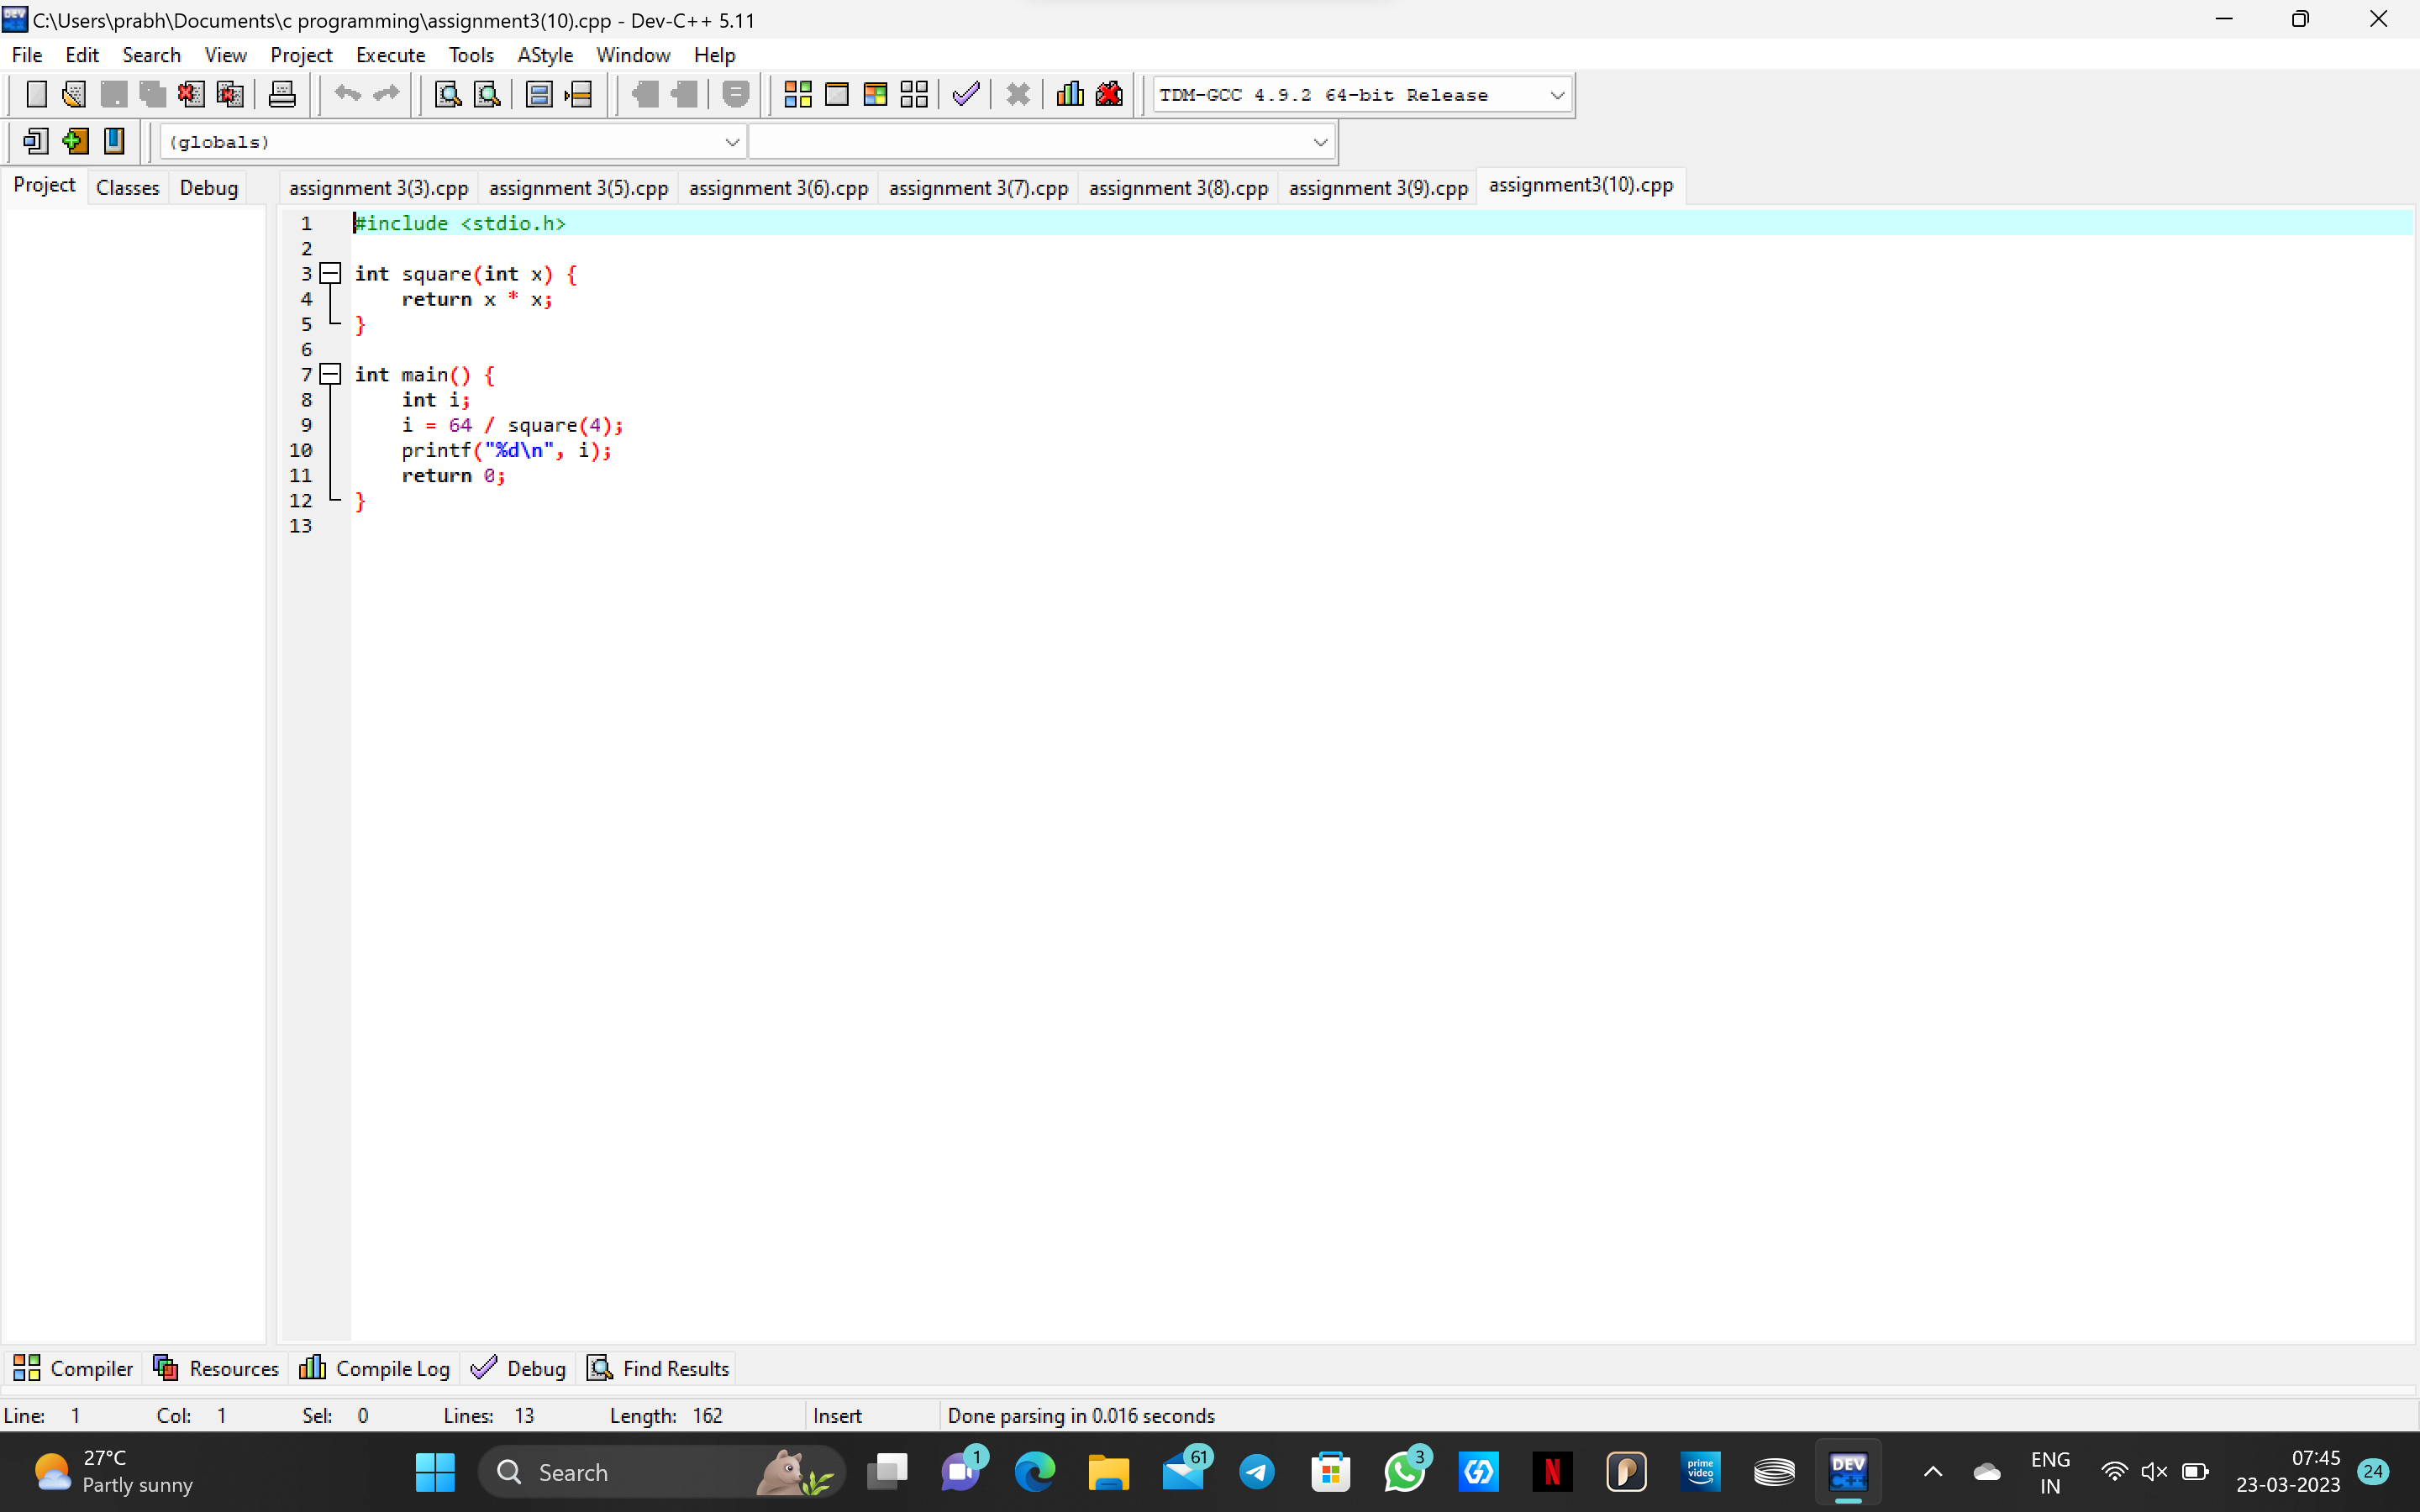 C:\Users\prabh\Documents\c programming\assignment3(10).cpp - Dev-C++ 5.11
File Edit Search View Project Execute Tools AStyle Window Help
TDM-GCC 4.9.2 64-bit Release
(globals)
Project Classes Debug assignment 3(3).cpp assignment 3(5).cpp assignment 3(6).cpp assignment 3(7).cpp assignment 3(8).cpp assignment 3(9).cpp assignment3(10).cpp
1 #include <stdio.h>
2
3 int square(int x) {
4 return x * x;
5 }
6
7 int main() {
8 int i;
9 i = 64 / square(4);
10 printf("%d\n", i);
11 return 0;
12 }
13
Compiler Resources Compile Log Debug Find Results
Line: 1 Col: 1 Sel: 0 Lines: 13 Length: 162 Insert Done parsing in 0.016 seconds
27°C
Partly sunny
Search
1
61
3
N
P
prime video
DEV C++
ENG
IN
07:45
23-03-2023
24